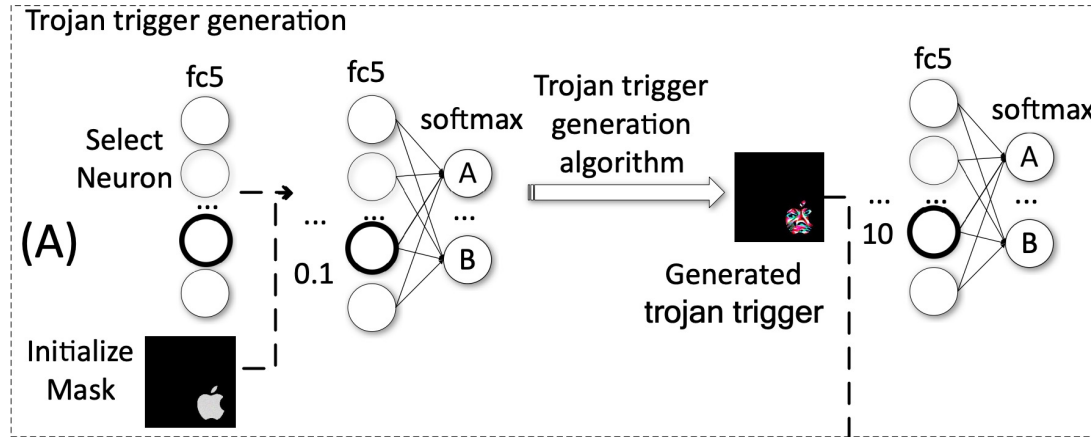 Trojan trigger generation
fc5
Select
Neuron
...
(A)
Initialize
Mask
fc5
softmax
A
...
...
...
0.1
B
Trojan trigger
generation
algorithm
Generated
trojan trigger
fc5
softmax
A
...
...
...
10
B